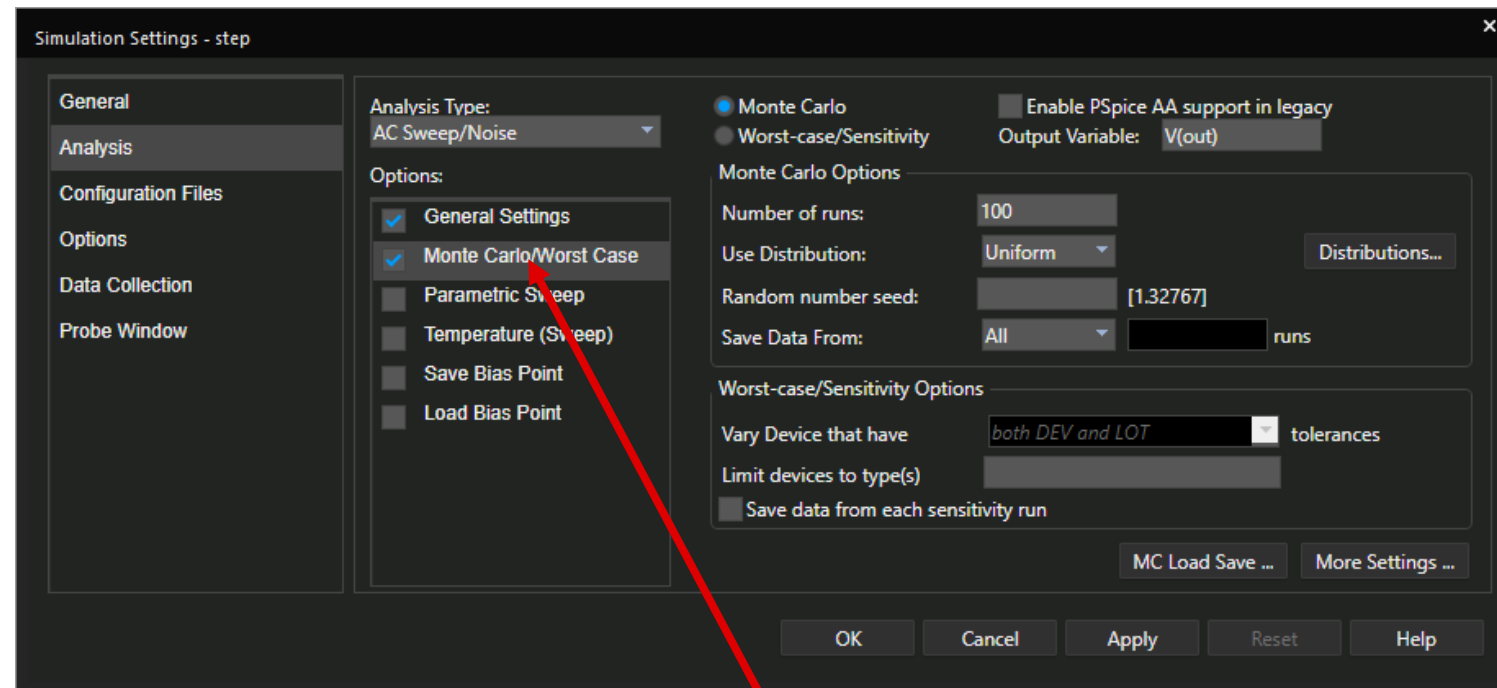 Simulation Settings - step
×
General
Analysis
Configuration Files
Options
Data Collection
Probe Window
Analysis Type:
AC Sweep/Noise
Options:
General Settings
Monte Carlo/Worst Case
Parametric Sweep
Temperature (Sweep)
Save Bias Point
Load Bias Point
Monte Carlo
Enable PSpice AA support in legacy
Worst-case/Sensitivity
Output Variable: V(out)
Monte Carlo Options
Number of runs: 100
Use Distribution: Uniform Distributions...
Random number seed: [1.32767]
Save Data From: All runs
Worst-case/Sensitivity Options
Vary Device that have both DEV and LOT tolerances
Limit devices to type(s)
Save data from each sensitivity run
MC Load Save ... More Settings ...
OK Cancel Apply Reset Help